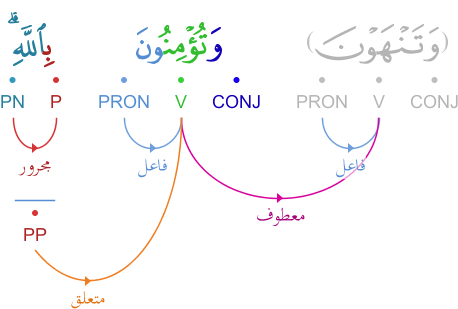 (وَتَنْهَوْنَ) وَتُؤْمِنُونَ بِٱللَّهِ ۗ
CONJ V PRON CONJ V PRON P PN
فاعل فاعل مجرور
معطوف
PP
متعلق